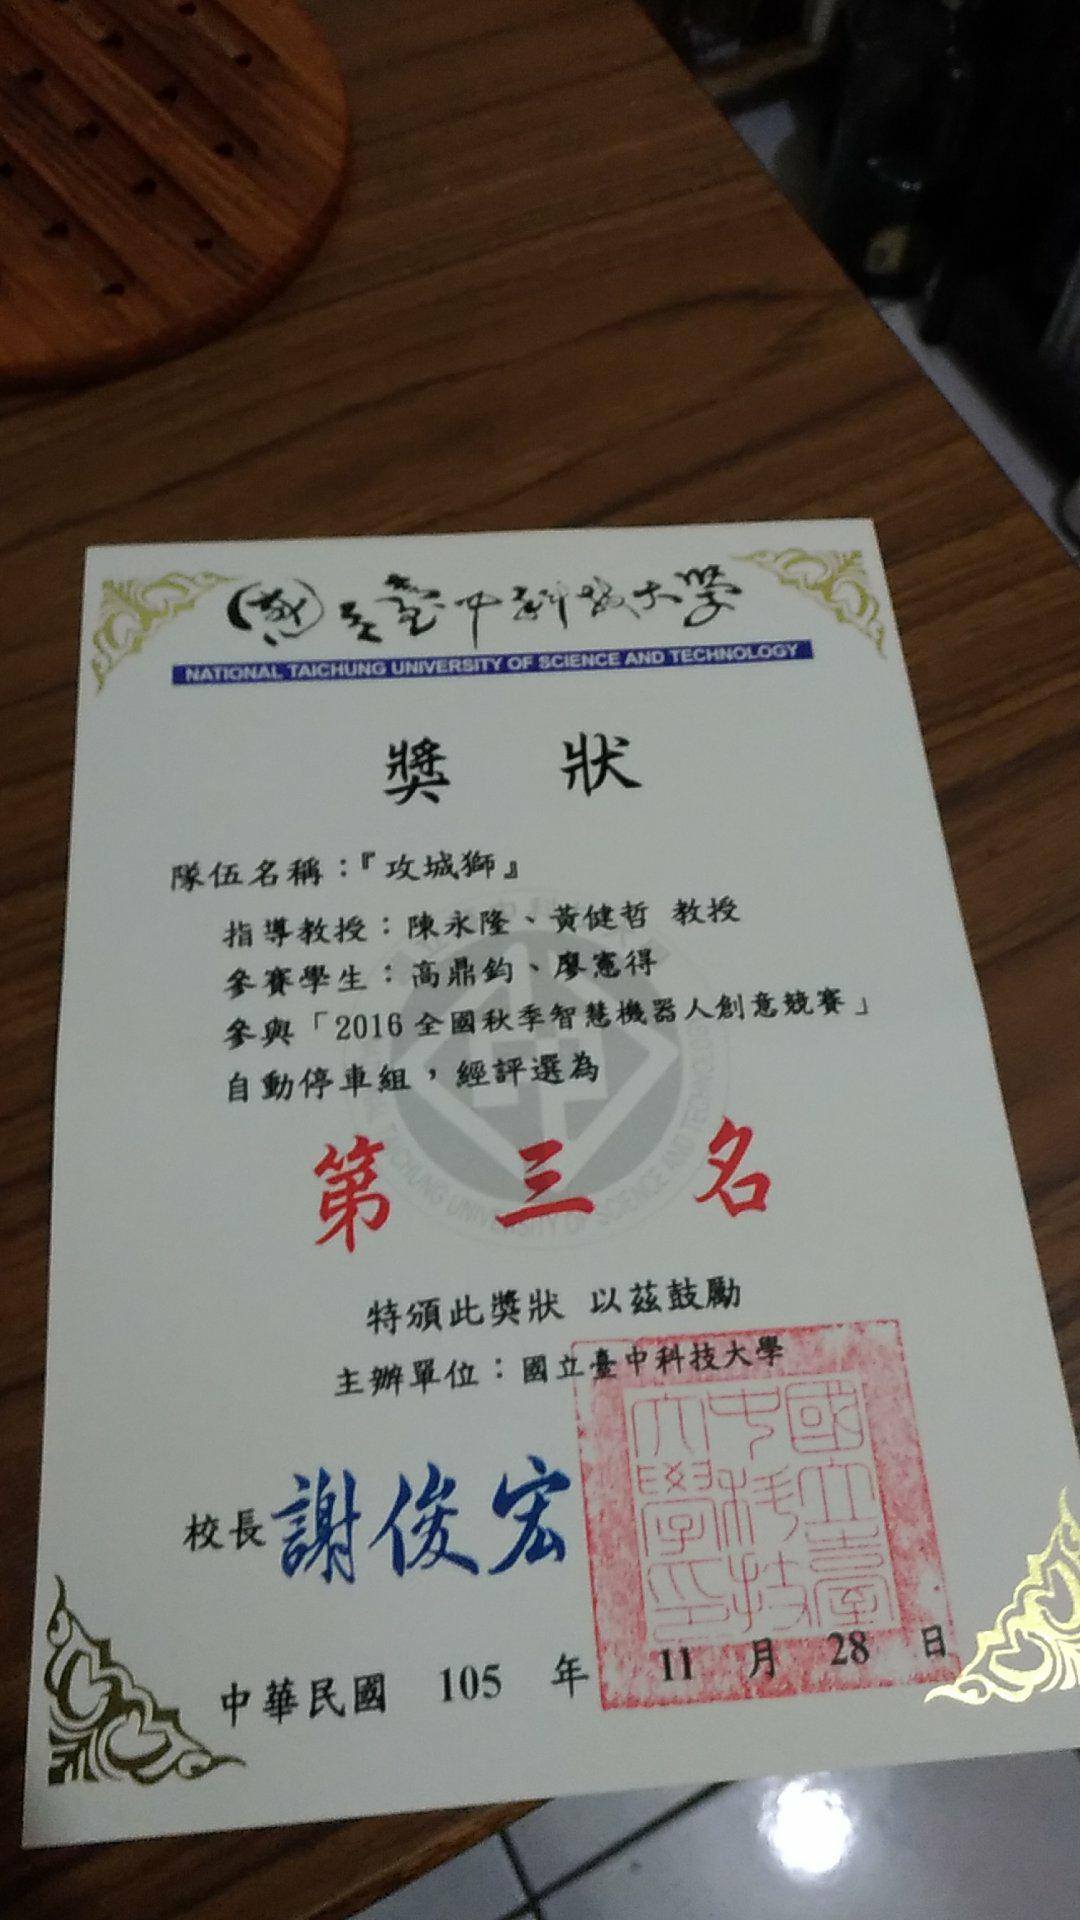 國立臺中科技大學
NATIONAL TAICHUNG UNIVERSITY OF SCIENCE AND TECHNOLOGY
獎 狀
隊伍名稱：『攻城獅』
指導教授：陳永隆、黃健哲 教授
參賽學生：高鼎鈞、廖憲得
參與「2016 全國秋季智慧機器人創意競賽」
自動停車組，經評選為
第 三 名
特頒此獎狀 以茲鼓勵
主辦單位：國立臺中科技大學
校長 謝俊宏
國立臺中科技大學印
中華民國 105 年 11 月 28 日